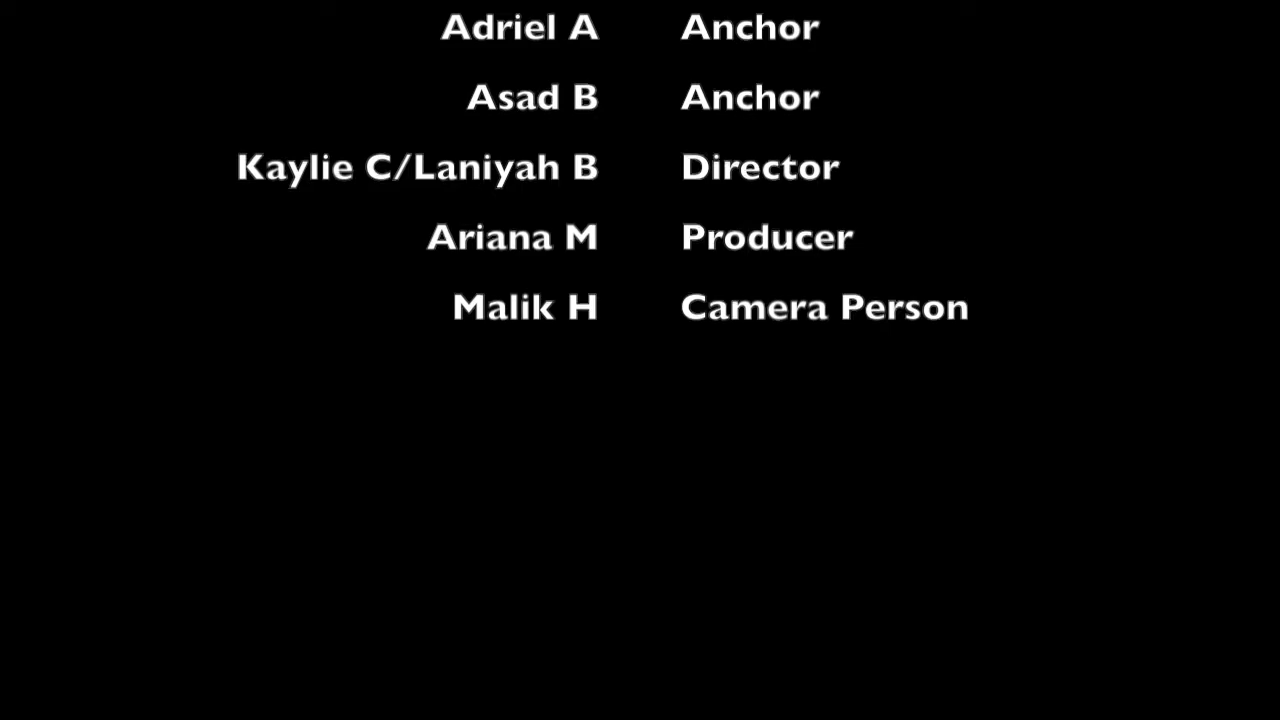 Adriel A Anchor
Asad B Anchor
Kaylie C/Laniyah B Director
Ariana M Producer
Malik H Camera Person